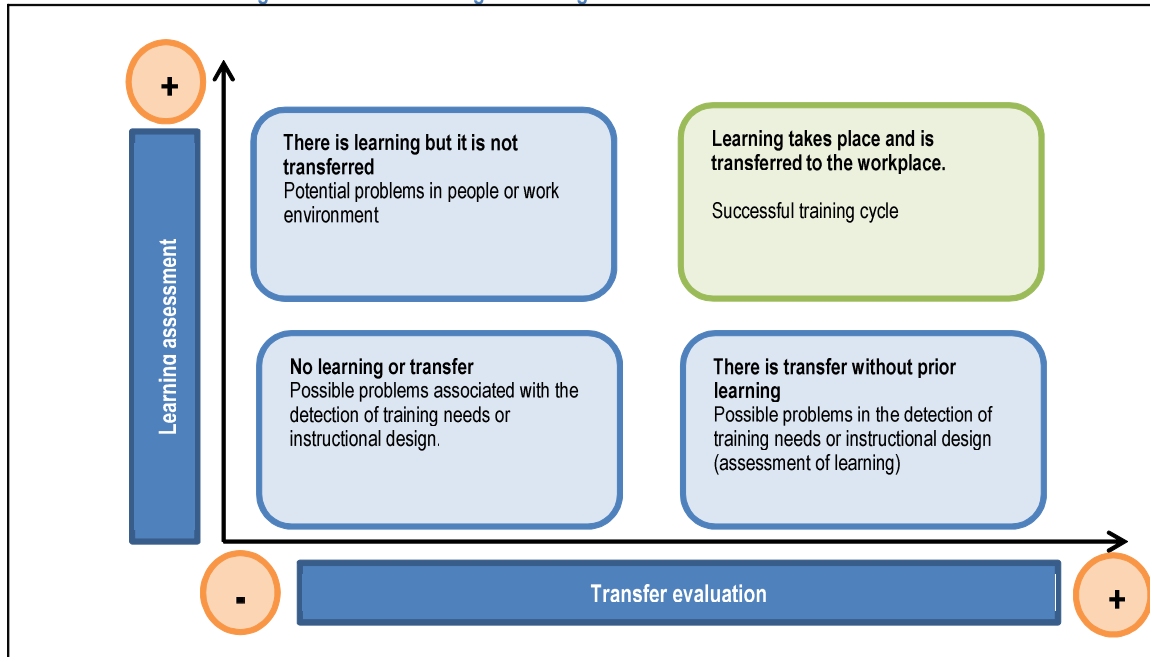 +
There is learning but it is not
transferred
Potential problems in people or work
environment
Learning takes place and is
transferred to the workplace.
Successful training cycle
Learning assessment
No learning or transfer
Possible problems associated with the
detection of training needs or
instructional design.
There is transfer without prior
learning
Possible problems in the detection of
training needs or instructional design
(assessment of learning)
-
Transfer evaluation
+